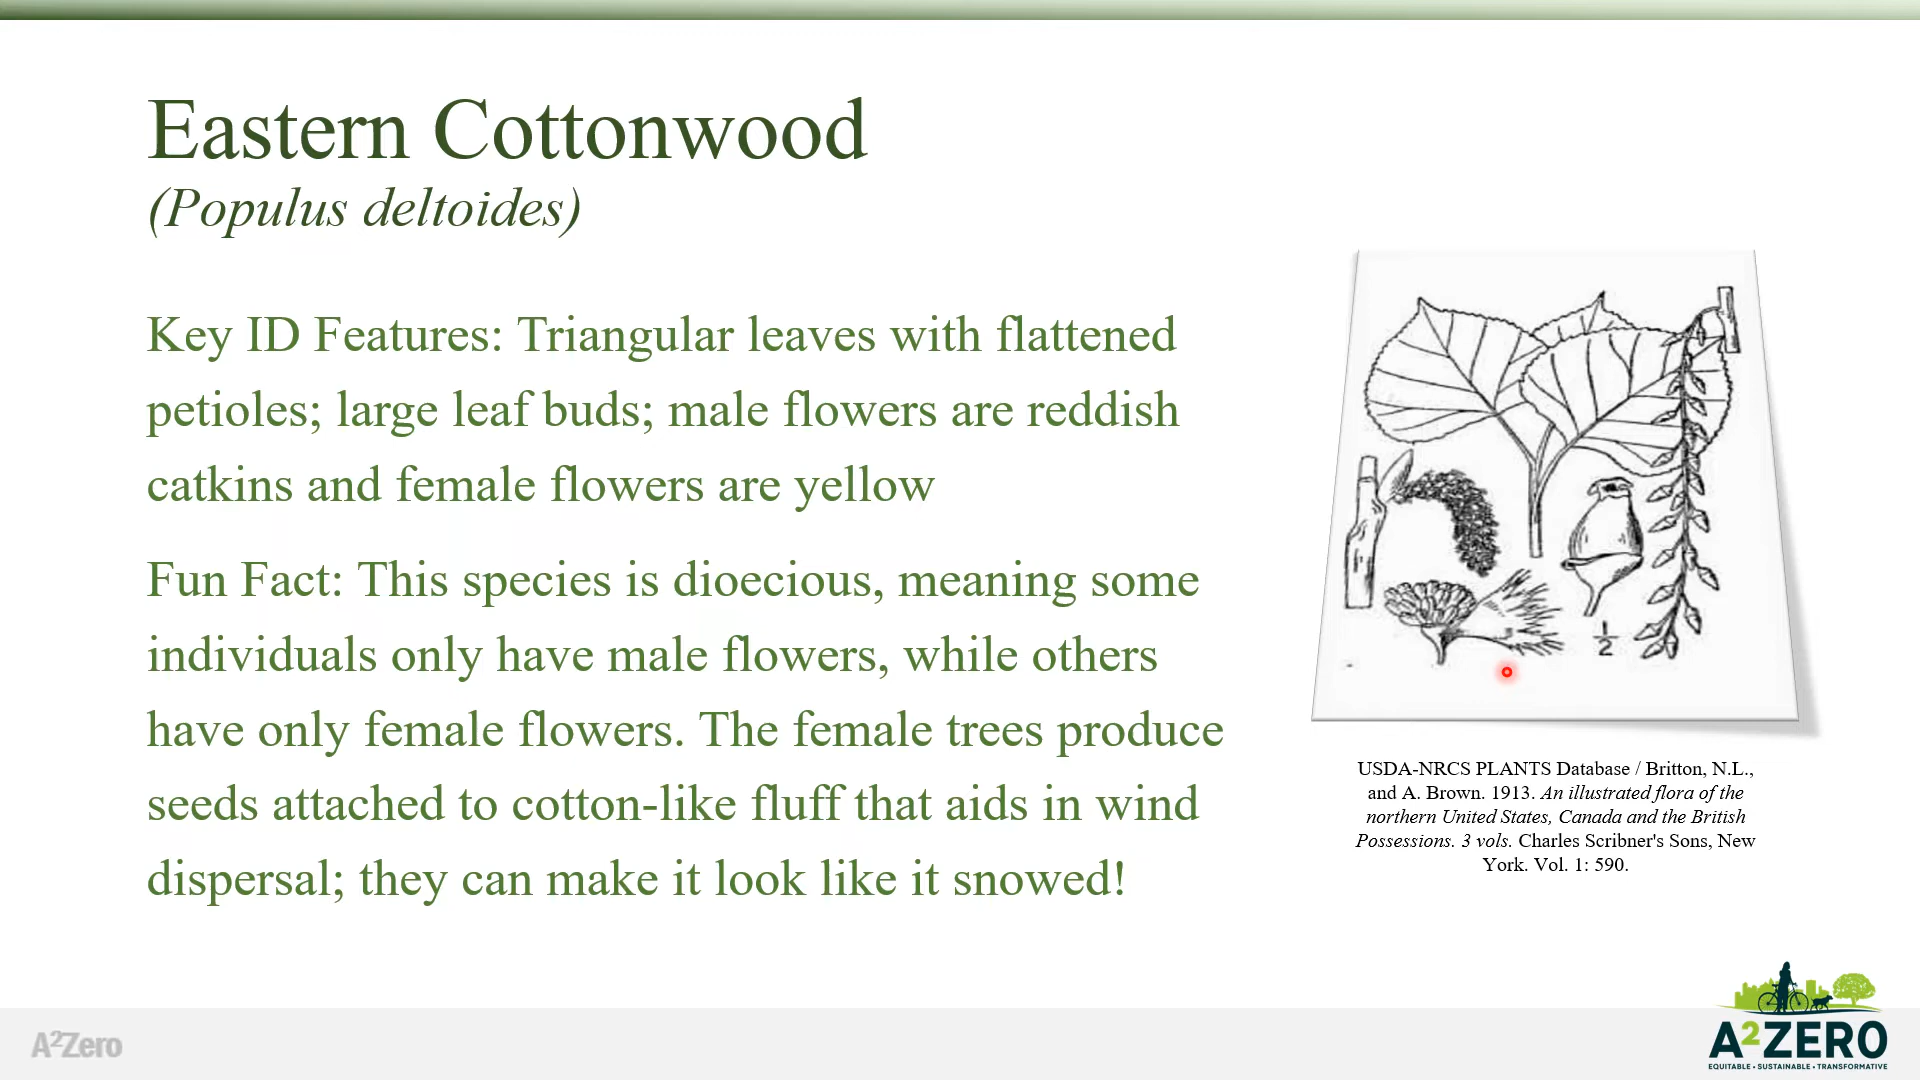 Eastern Cottonwood
(Populus deltoides)
Key ID Features: Triangular leaves with flattened
petioles; large leaf buds; male flowers are reddish
catkins and female flowers are yellow
Fun Fact: This species is dioecious, meaning some
individuals only have male flowers, while others
have only female flowers. The female trees produce
seeds attached to cotton-like fluff that aids in wind
dispersal; they can make it look like it snowed!
1/2
USDA-NRCS PLANTS Database / Britton, N.L.,
and A. Brown. 1913. An illustrated flora of the
northern United States, Canada and the British
Possessions. 3 vols. Charles Scribner's Sons, New
York. Vol. 1: 590.
A²Zero
A²ZERO
EQUITABLE • SUSTAINABLE • TRANSFORMATIVE